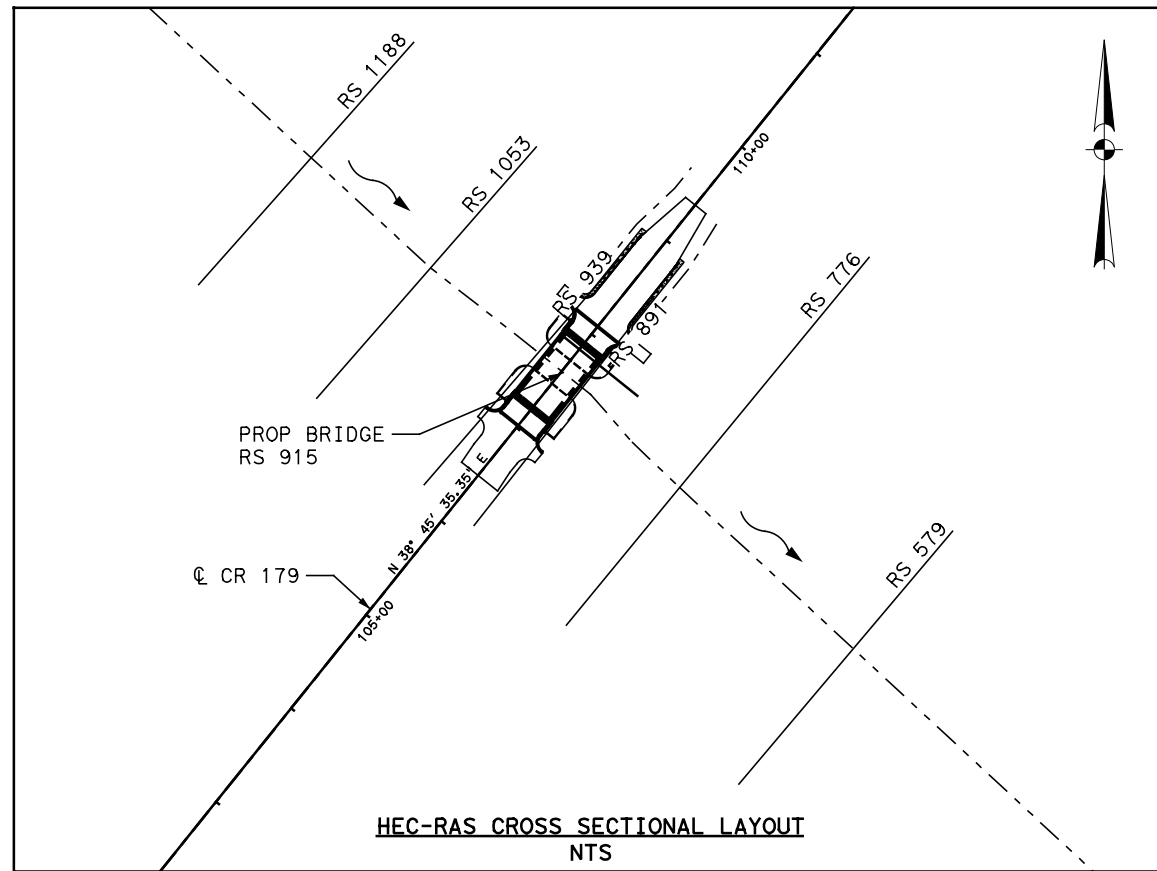 RS 1188
RS 1053
110+00
RS 939
RS 891
RS 776
PROP BRIDGE
RS 915
N 38° 45' 35.35" E
℄ CR 179
105+00
RS 579
HEC-RAS CROSS SECTIONAL LAYOUT
NTS